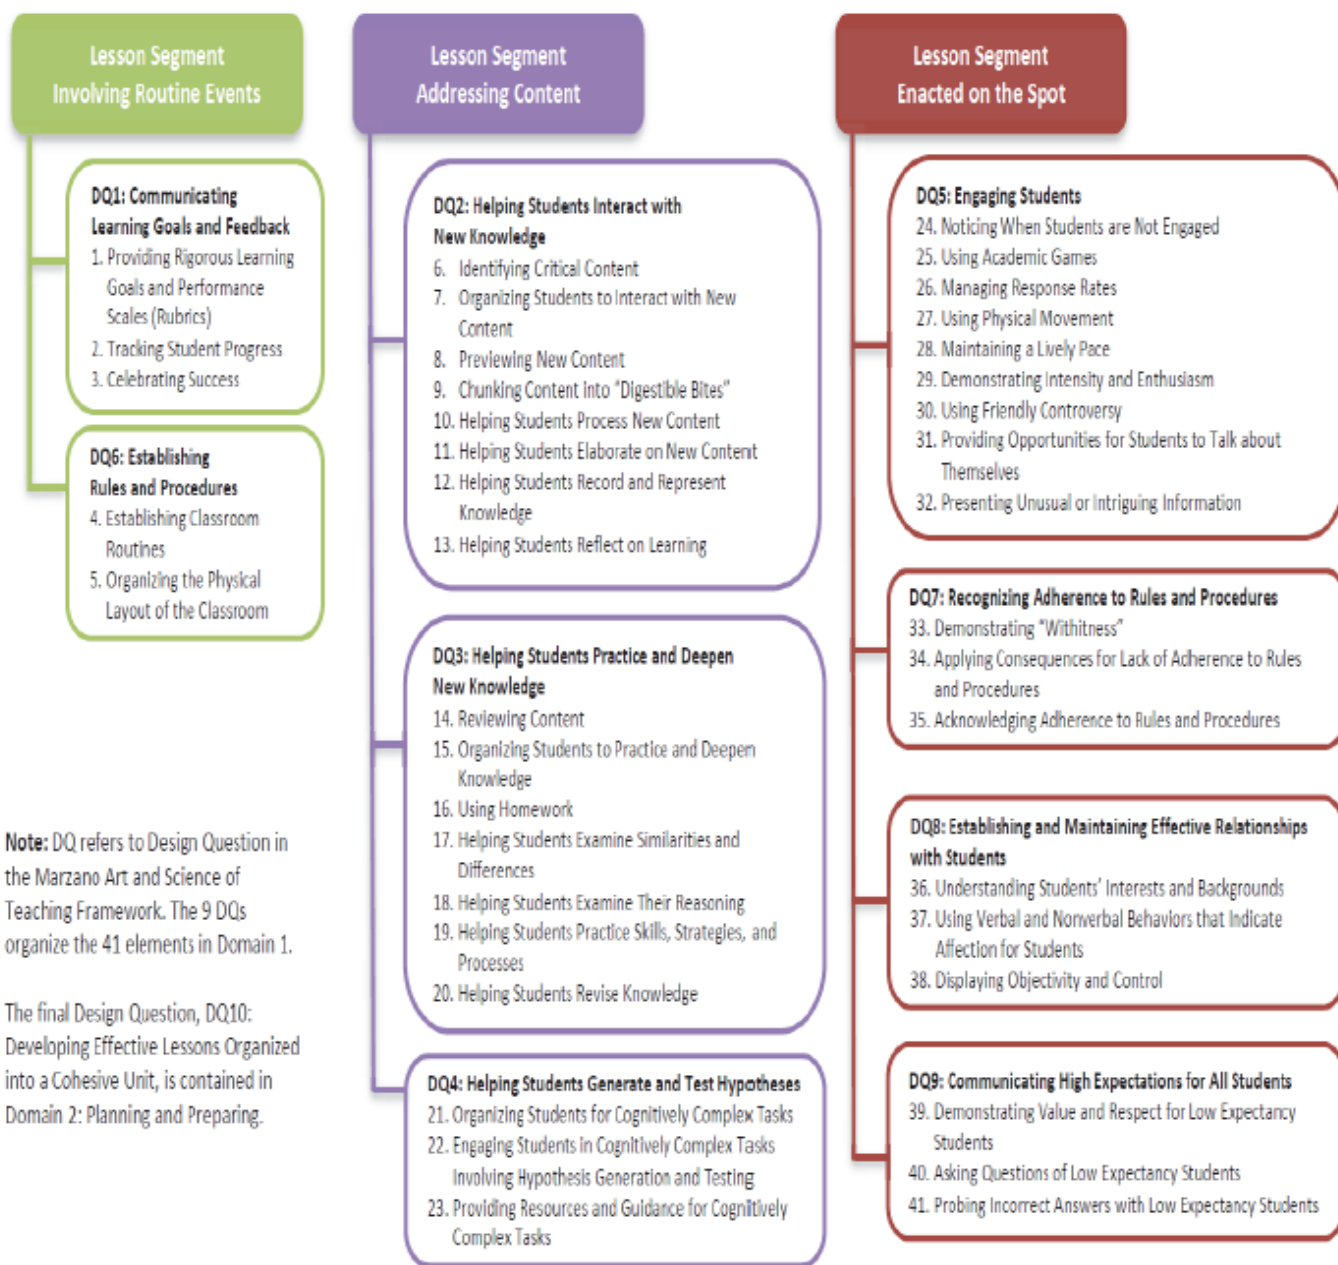 Lesson Segment
Involving Routine Events
DQ1: Communicating
Learning Goals and Feedback
1. Providing Rigorous Learning
Goals and Performance
Scales (Rubrics)
2. Tracking Student Progress
3. Celebrating Success
DQ6: Establishing
Rules and Procedures
4. Establishing Classroom
Routines
5. Organizing the Physical
Layout of the Classroom
Note: DQ refers to Design Question in
the Marzano Art and Science of
Teaching Framework. The 9 DQs
organize the 41 elements in Domain 1.
The final Design Question, DQ10:
Developing Effective Lessons Organized
into a Cohesive Unit, is contained in
Domain 2: Planning and Preparing.
Lesson Segment
Addressing Content
DQ2: Helping Students Interact with
New Knowledge
6. Identifying Critical Content
7. Organizing Students to Interact with New
Content
8. Previewing New Content
9. Chunking Content into "Digestible Bites"
10. Helping Students Process New Content
11. Helping Students Elaborate on New Content
12. Helping Students Record and Represent
Knowledge
13. Helping Students Reflect on Learning
DQ3: Helping Students Practice and Deepen
New Knowledge
14. Reviewing Content
15. Organizing Students to Practice and Deepen
Knowledge
16. Using Homework
17. Helping Students Examine Similarities and
Differences
18. Helping Students Examine Their Reasoning
19. Helping Students Practice Skills, Strategies, and
Processes
20. Helping Students Revise Knowledge
DQ4: Helping Students Generate and Test Hypotheses
21. Organizing Students for Cognitively Complex Tasks
22. Engaging Students in Cognitively Complex Tasks
Involving Hypothesis Generation and Testing
23. Providing Resources and Guidance for Cognitively
Complex Tasks
Lesson Segment
Enacted on the Spot
DQ5: Engaging Students
24. Noticing When Students are Not Engaged
25. Using Academic Games
26. Managing Response Rates
27. Using Physical Movement
28. Maintaining a Lively Pace
29. Demonstrating Intensity and Enthusiasm
30. Using Friendly Controversy
31. Providing Opportunities for Students to Talk about
Themselves
32. Presenting Unusual or Intriguing Information
DQ7: Recognizing Adherence to Rules and Procedures
33. Demonstrating "Withitness"
34. Applying Consequences for Lack of Adherence to Rules
and Procedures
35. Acknowledging Adherence to Rules and Procedures
DQ8: Establishing and Maintaining Effective Relationships
with Students
36. Understanding Students' Interests and Backgrounds
37. Using Verbal and Nonverbal Behaviors that Indicate
Affection for Students
38. Displaying Objectivity and Control
DQ9: Communicating High Expectations for All Students
39. Demonstrating Value and Respect for Low Expectancy
Students
40. Asking Questions of Low Expectancy Students
41. Probing Incorrect Answers with Low Expectancy Students